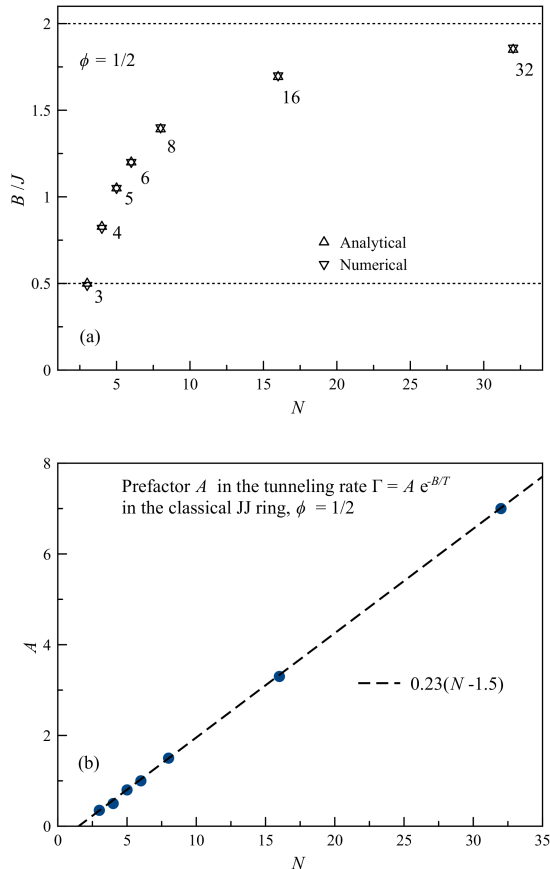 2
ϕ = 1/2
32
16
1.5
8
6
B / J
1
5
4
Analytical
Numerical
0.5
3
(a)
0
5
10
15
20
25
30
N
8
Prefactor A in the tunneling rate Γ = A e^-B/T
in the classical JJ ring, ϕ = 1/2
6
A
4
0.23(N -1.5)
2
(b)
0
0
5
10
15
20
25
30
35
N